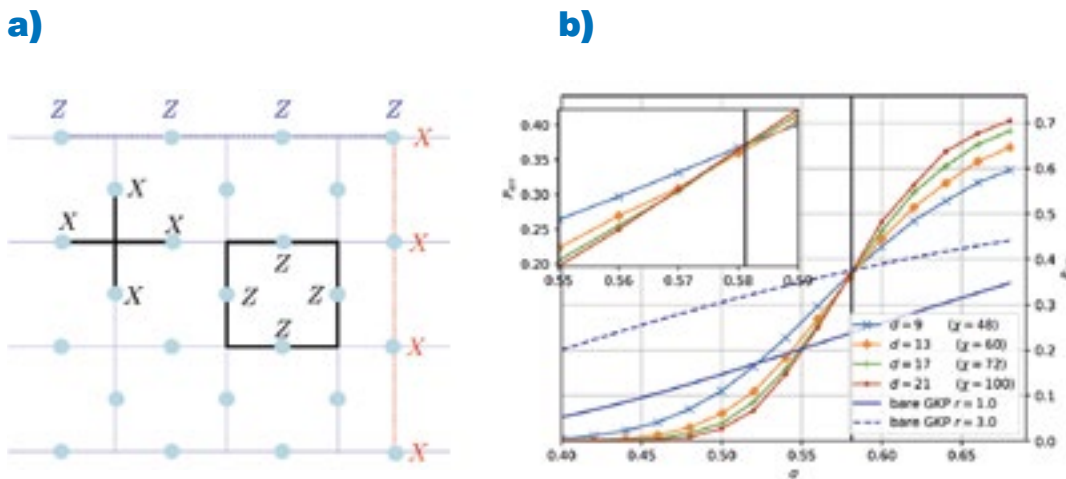 a)
b)
Z Z Z Z
X
X
X X
X
X
Z
Z Z
Z
X
X
0.40
0.35
0.30
0.25
0.20
0.55 0.56 0.57 0.58 0.59
0.7
0.6
0.5
0.4
0.3
0.2
0.1
0.0
d = 9 (χ = 48)
d = 13 (χ = 60)
d = 17 (χ = 72)
d = 21 (χ = 100)
bare GKP r = 1.0
bare GKP r = 3.0
0.40 0.45 0.50 0.55 0.60 0.65
σ